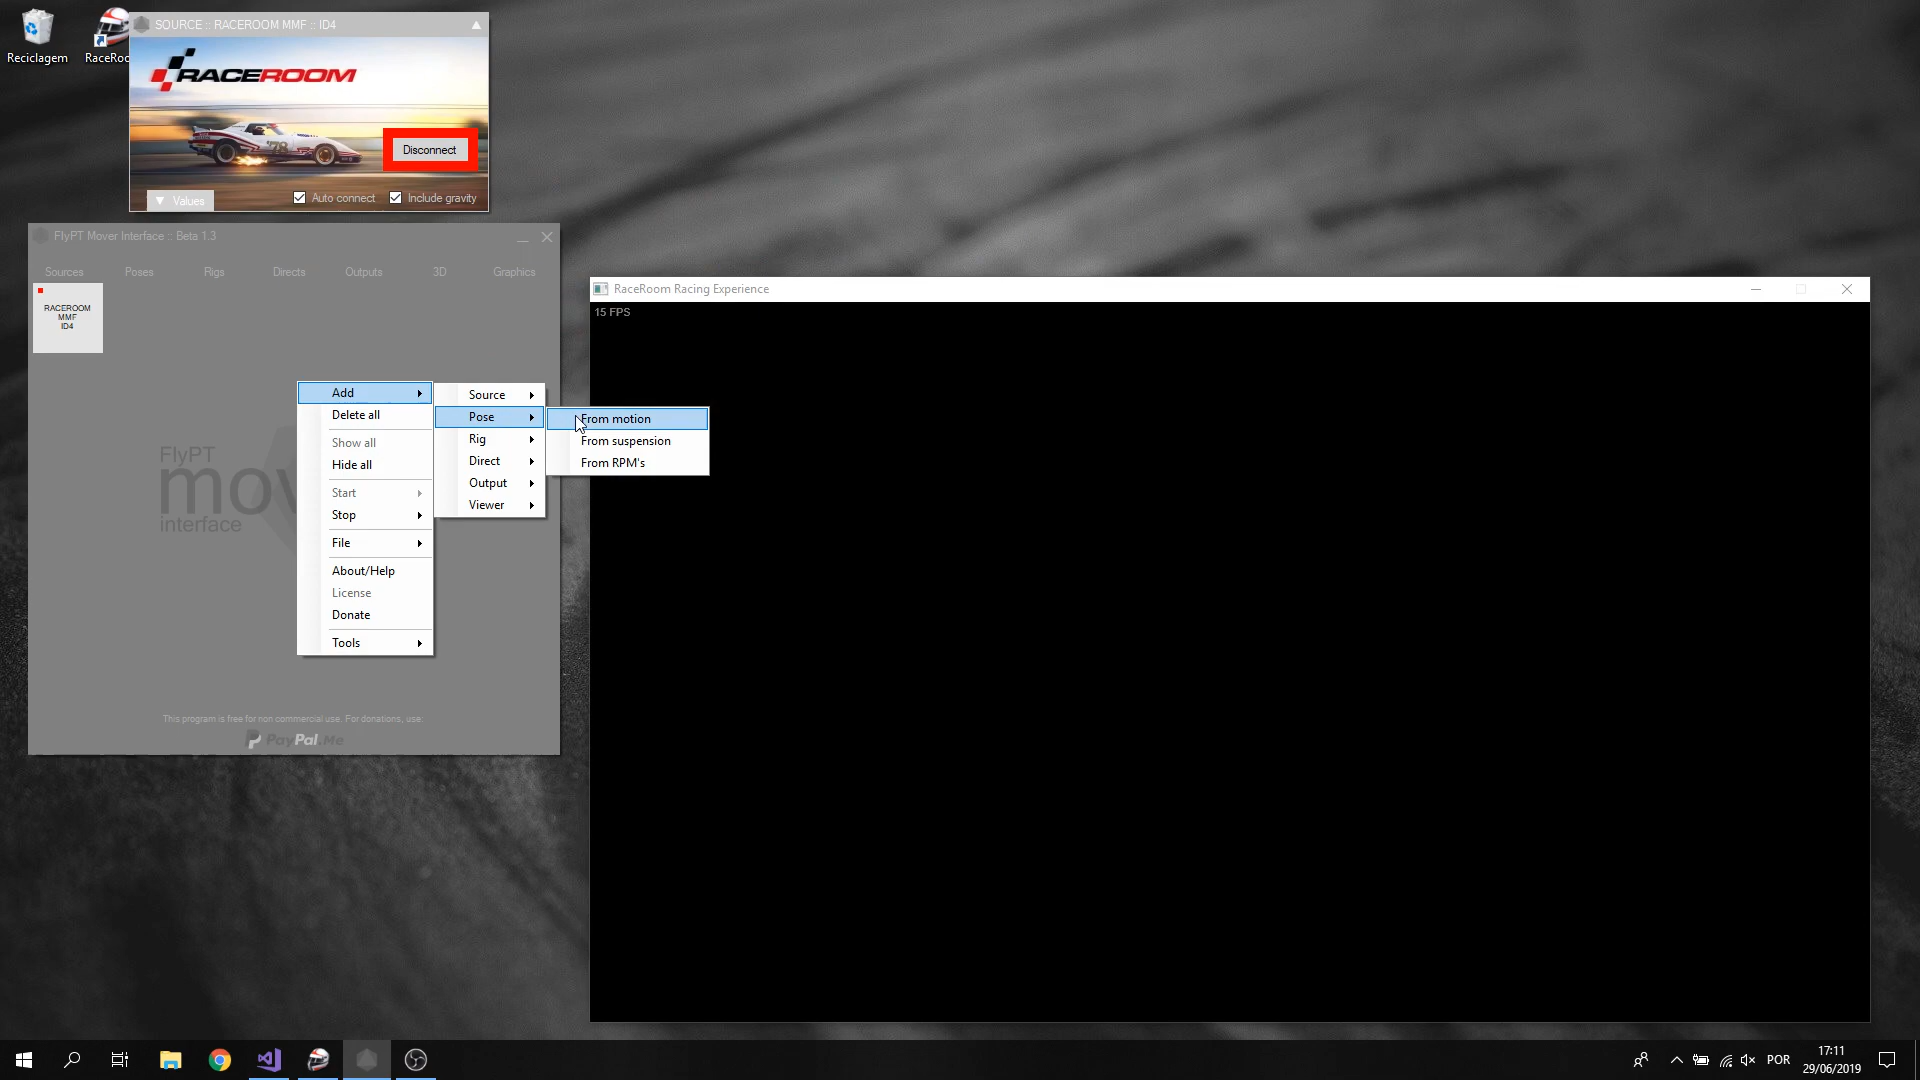 Reciclagem
RaceRoo
SOURCE :: RACEROOM MMF :: ID4
RACEROOM
78
Disconnect
Values
Auto connect
Include gravity
FlyPT Mover Interface :: Beta 1.3
Sources
Poses
Rigs
Directs
Outputs
3D
Graphics
RACEROOM
MMF
ID4
FlyPT
mov
interface
Add
Delete all
Show all
Hide all
Start
Stop
File
About/Help
License
Donate
Tools
Source
Pose
Rig
Direct
Output
Viewer
From motion
From suspension
From RPM's
This program is free for non commercial use. For donations, use:
PayPal.Me
RaceRoom Racing Experience
15 FPS
POR
17:11
29/06/2019